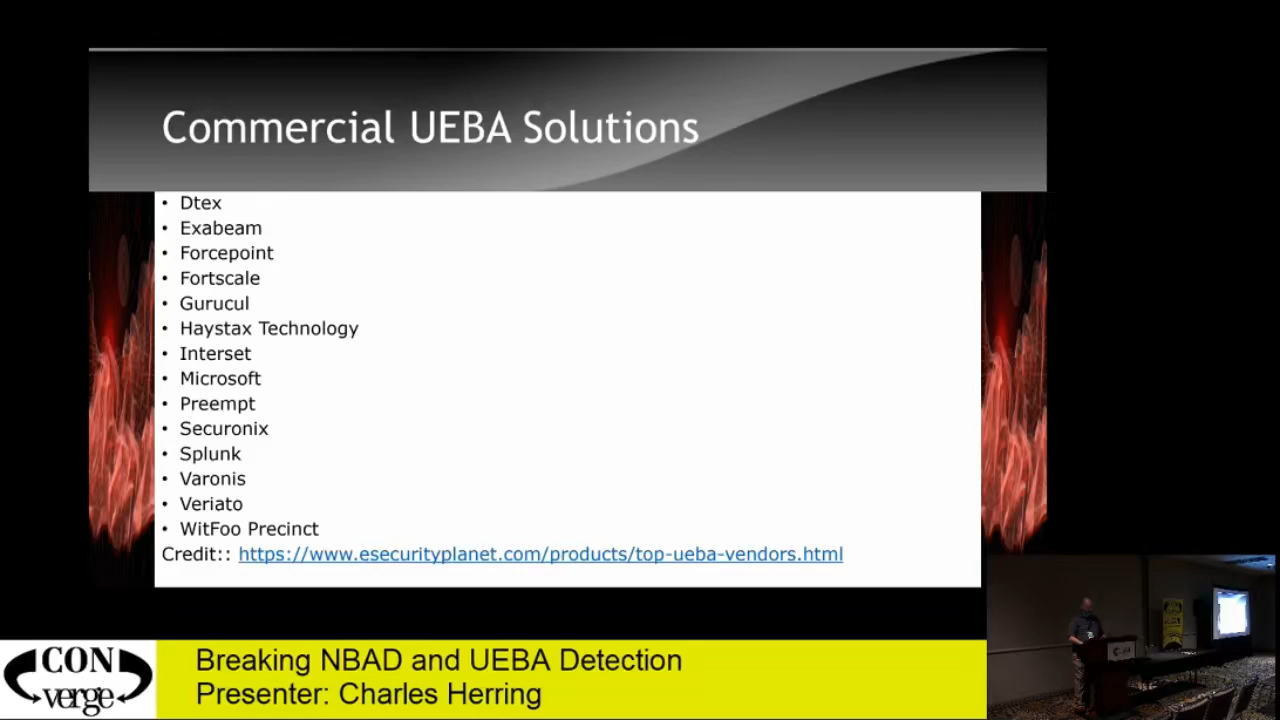 Commercial UEBA Solutions
• Dtex
• Exabeam
• Forcepoint
• Fortscale
• Gurucul
• Haystax Technology
• Interset
• Microsoft
• Preempt
• Securonix
• Splunk
• Varonis
• Veriato
• WitFoo Precinct
Credit:: https://www.esecurityplanet.com/products/top-ueba-vendors.html
CON
verge
Breaking NBAD and UEBA Detection
Presenter: Charles Herring